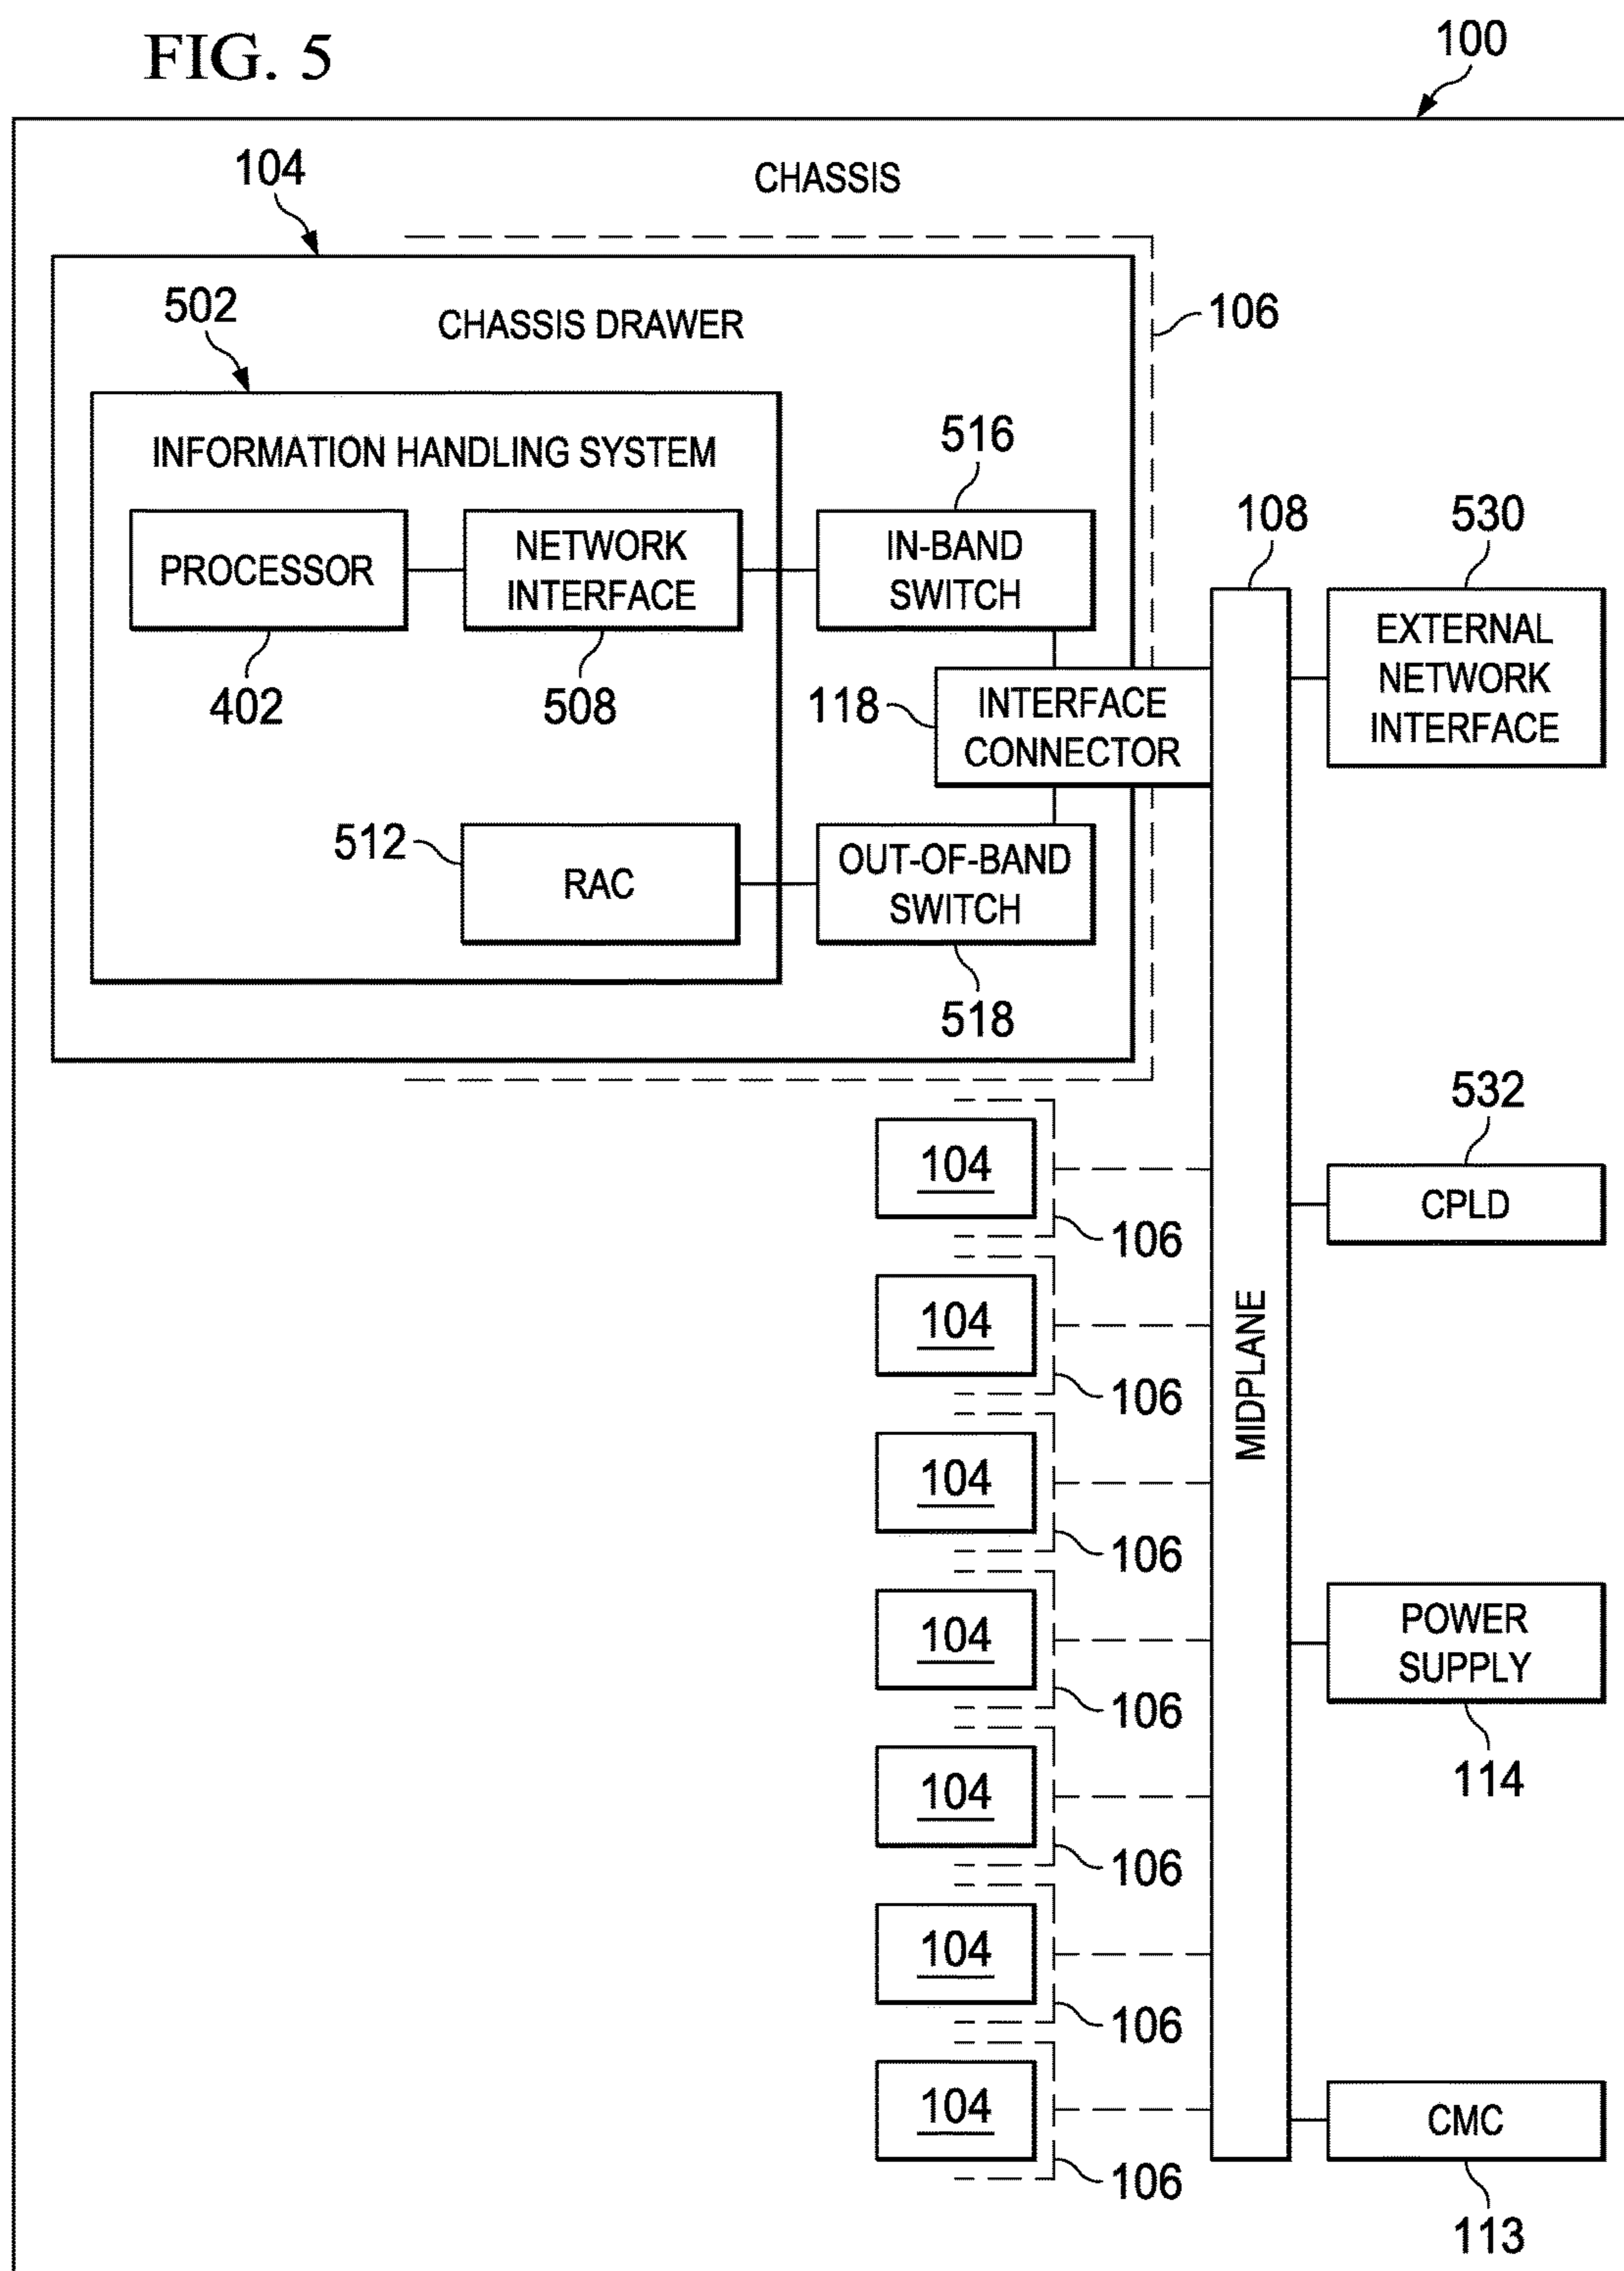 FIG. 5
100
CHASSIS
104
CHASSIS DRAWER
106
502
INFORMATION HANDLING SYSTEM
516
PROCESSOR
NETWORK
INTERFACE
IN-BAND
SWITCH
108
530
EXTERNAL
NETWORK
INTERFACE
402
508
118
INTERFACE
CONNECTOR
512
RAC
OUT-OF-BAND
SWITCH
518
532
CPLD
104
106
104
106
MIDPLANE
104
106
104
106
POWER
SUPPLY
114
104
106
104
106
104
106
CMC
113